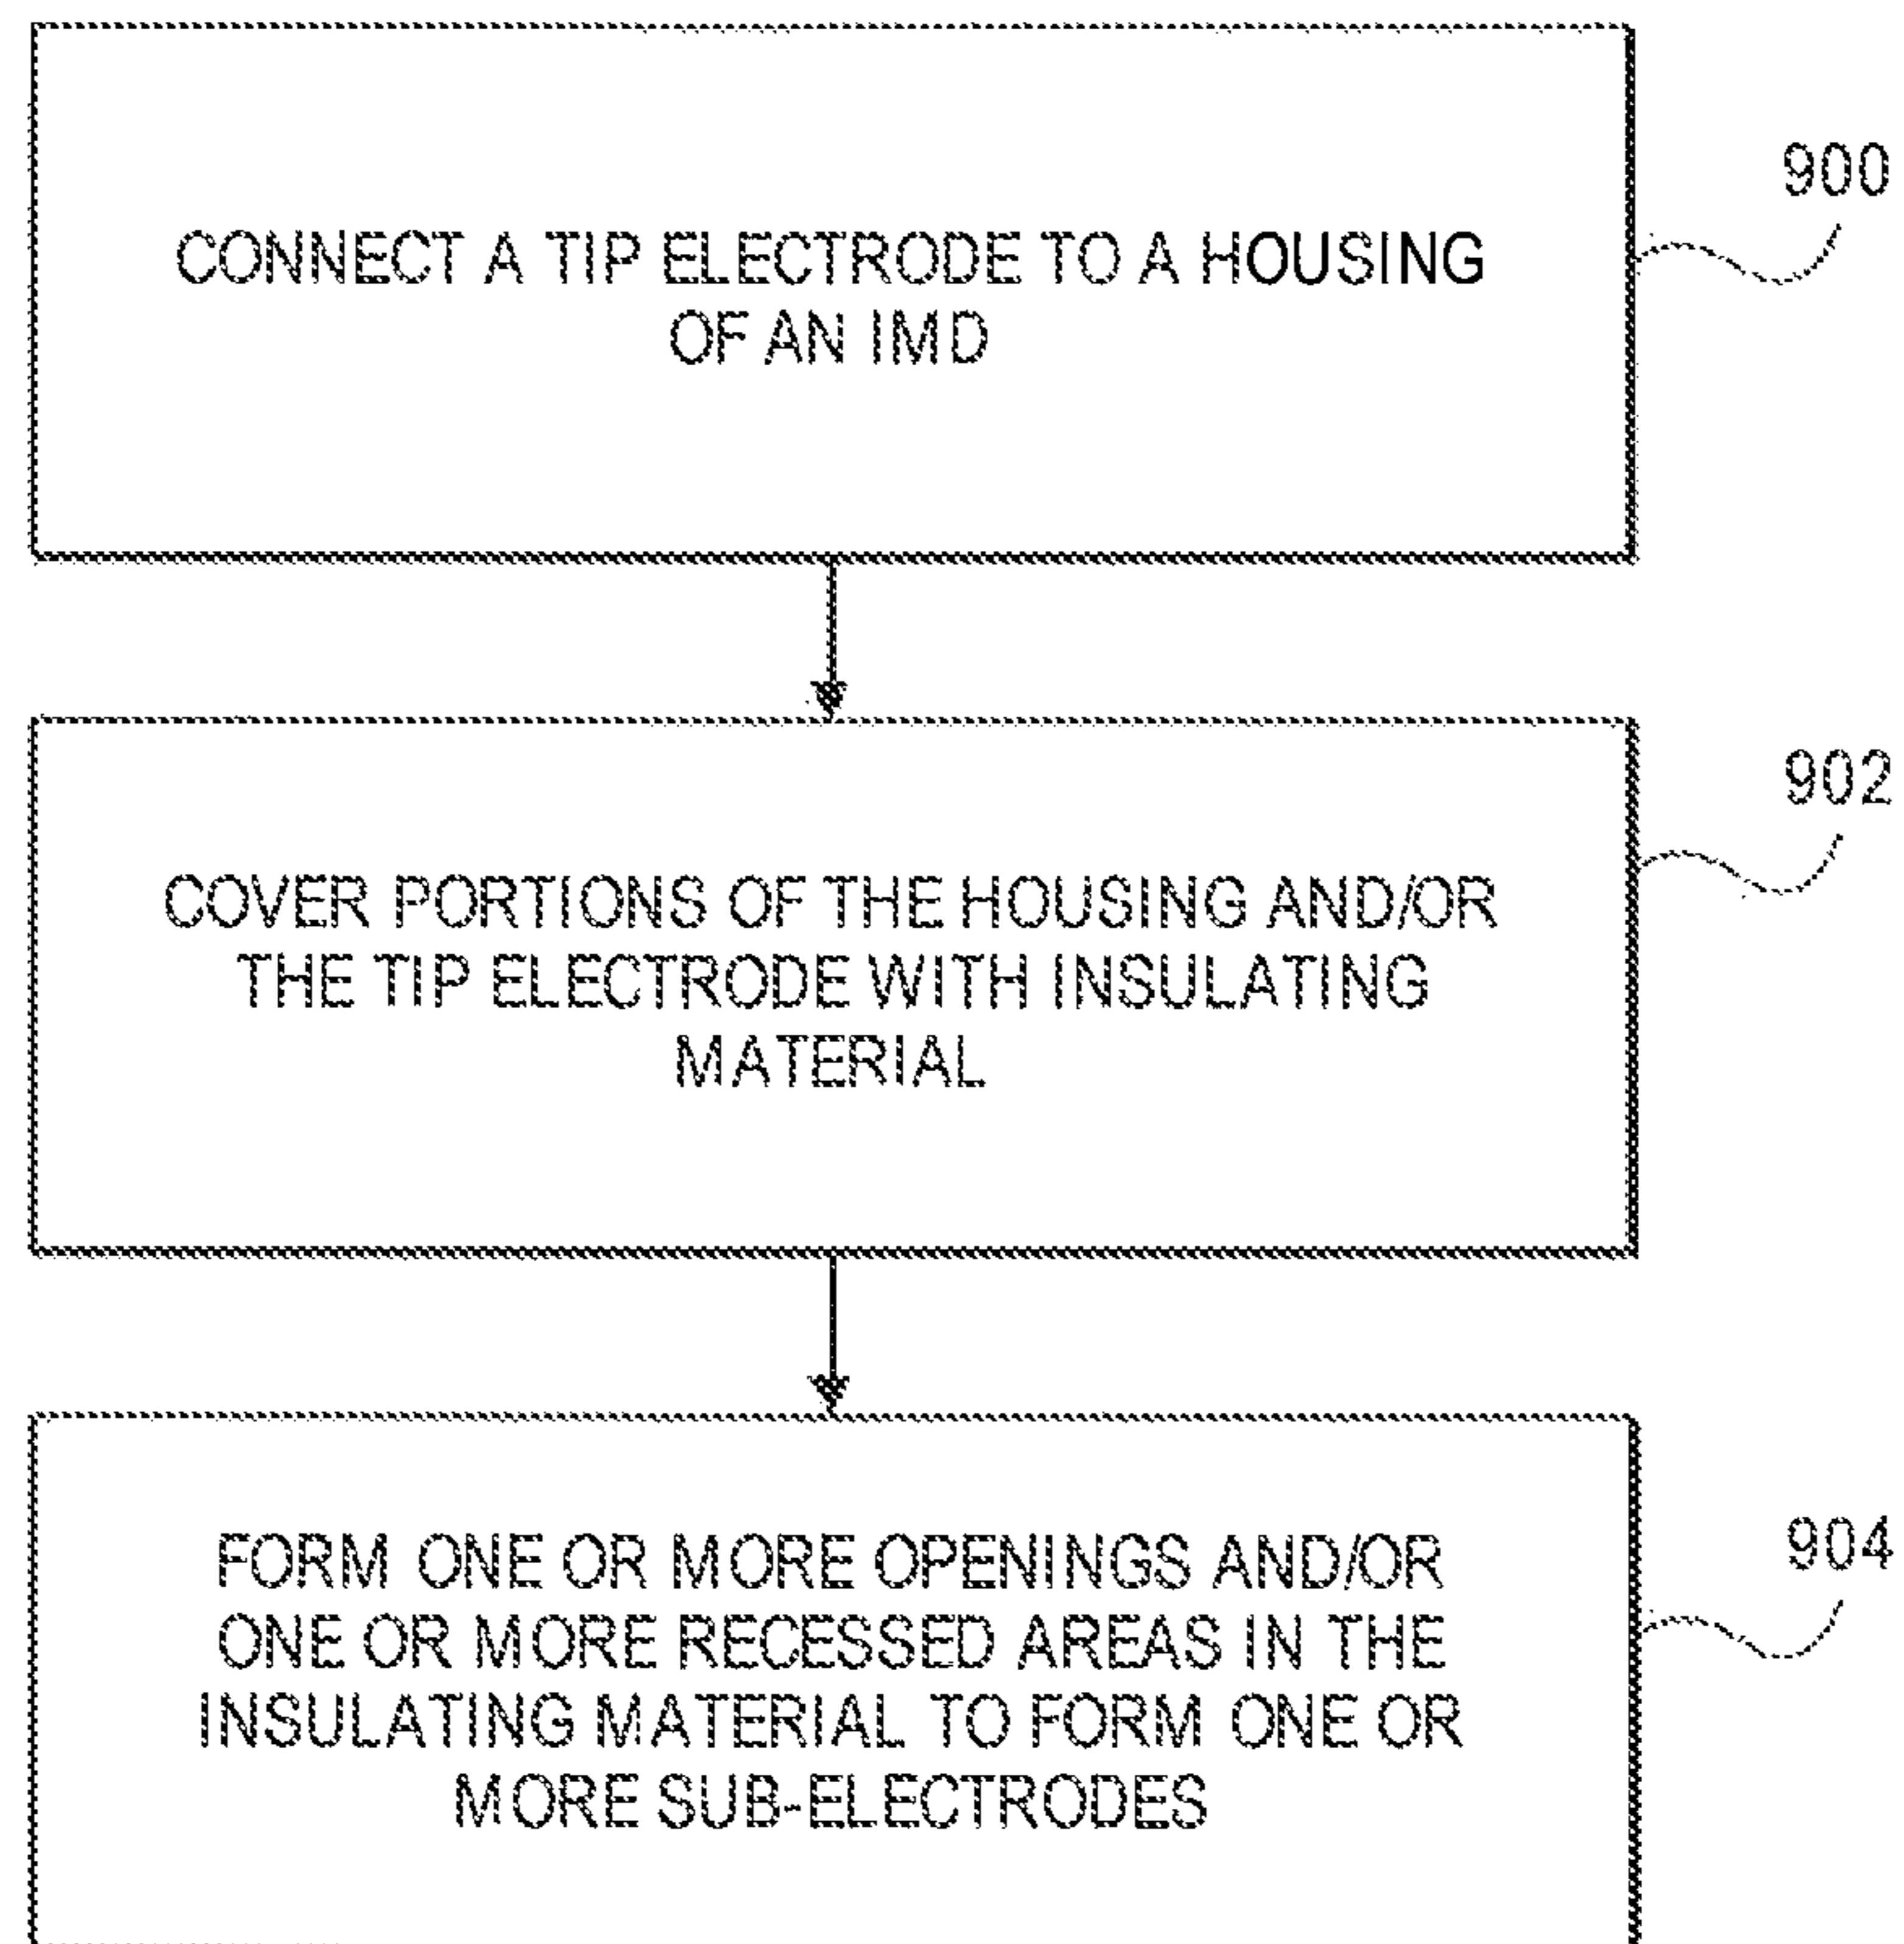 CONNECT A TIP ELECTRODE TO A HOUSING
OF AN IMD
900
COVER PORTIONS OF THE HOUSING AND/OR
THE TIP ELECTRODE WITH INSULATING
MATERIAL
902
FORM ONE OR MORE OPENINGS AND/OR
ONE OR MORE RECESSED AREAS IN THE
INSULATING MATERIAL TO FORM ONE OR
MORE SUB-ELECTRODES
904